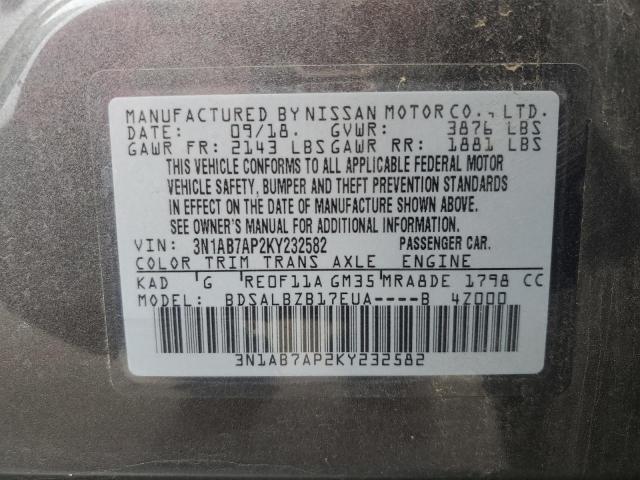 MANUFACTURED BY NISSAN MOTOR CO., LTD.
DATE: 09/18. GVWR: 3876 LBS
GAWR FR: 2143 LBS GAWR RR: 1881 LBS
THIS VEHICLE CONFORMS TO ALL APPLICABLE FEDERAL MOTOR
VEHICLE SAFETY, BUMPER AND THEFT PREVENTION STANDARDS
IN EFFECT ON THE DATE OF MANUFACTURE SHOWN ABOVE.
SEE OWNER'S MANUAL FOR ADDITIONAL INFORMATION.
VIN: 3N1AB7AP2KY232582 PASSENGER CAR.
COLOR TRIM TRANS AXLE ENGINE
KAD G RE0F11A GM35 MRA8DE 1798 CC
MODEL: BDSALBZB17EUA----B 4Z000
3N1AB7AP2KY232582